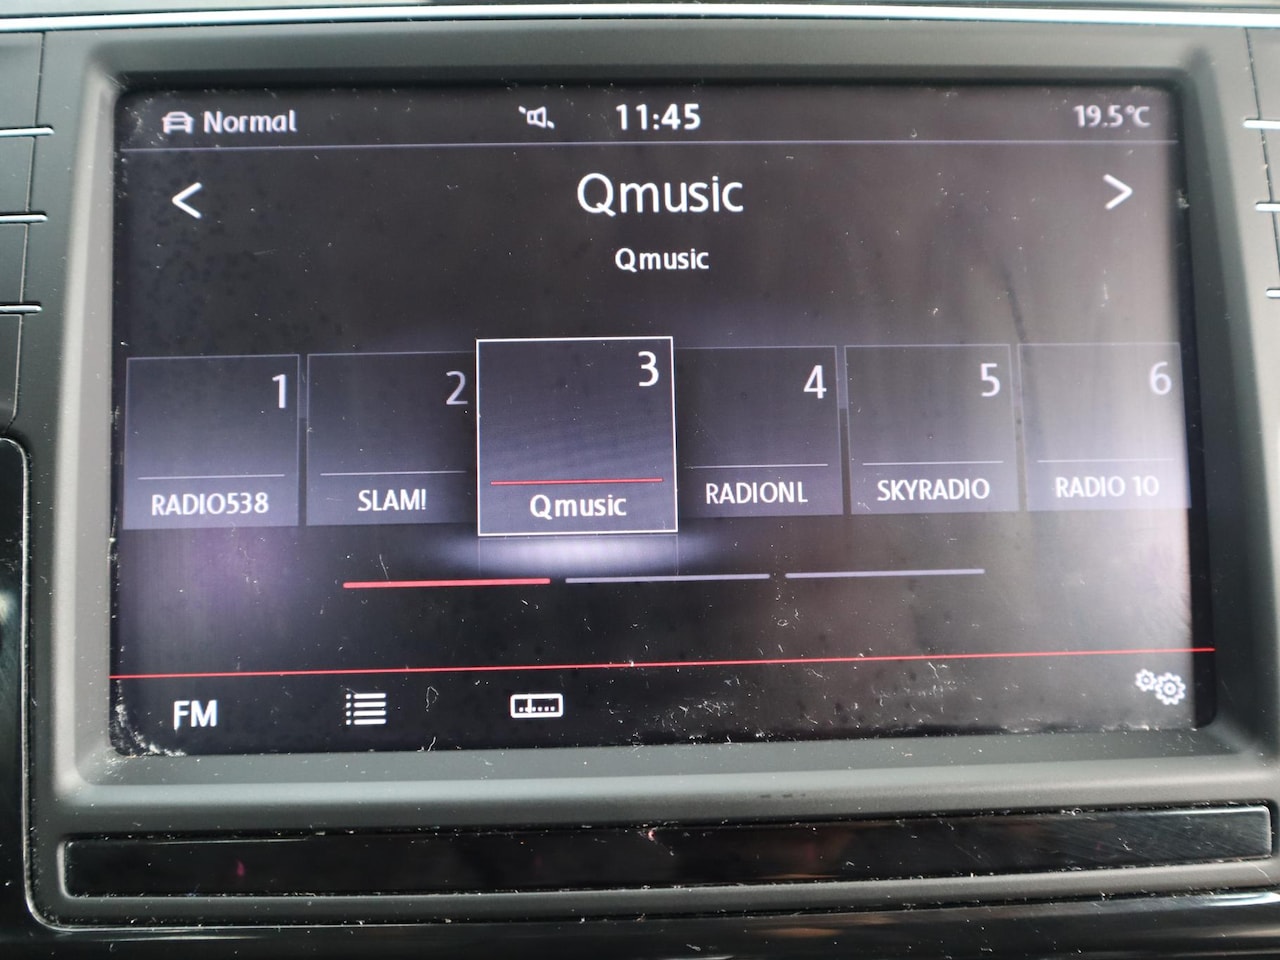 Normal 11:45 19.5°C
< Qmusic >
Qmusic
1 2 3 4 5 6
RADIO538 SLAM! Qmusic RADIONL SKYRADIO RADIO 10
FM